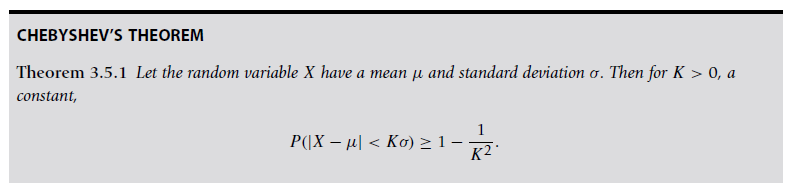 CHEBYSHEV'S THEOREM
Theorem 3.5.1 Let the random variable X have a mean μ and standard deviation σ. Then for K > 0, a
constant,
P(|X − μ| < Kσ) ≥ 1 − 1/K².